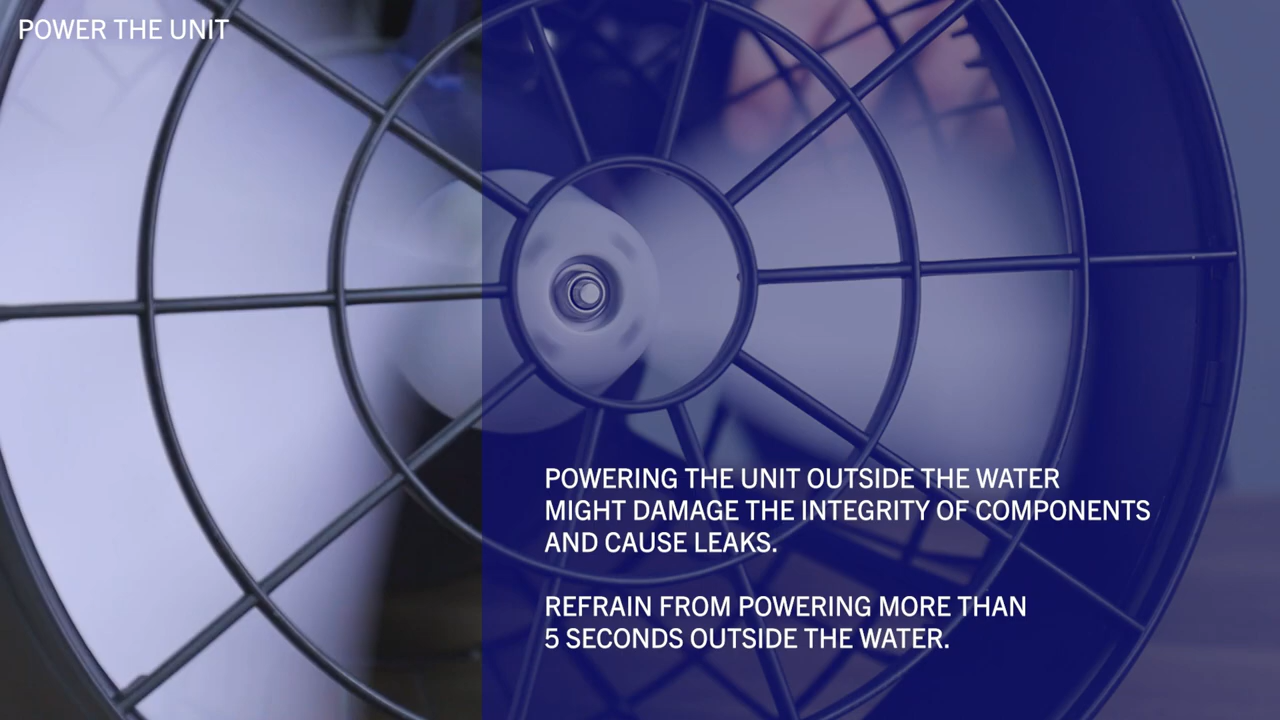 POWER THE UNIT
POWERING THE UNIT OUTSIDE THE WATER
MIGHT DAMAGE THE INTEGRITY OF COMPONENTS
AND CAUSE LEAKS.
REFRAIN FROM POWERING MORE THAN
5 SECONDS OUTSIDE THE WATER.